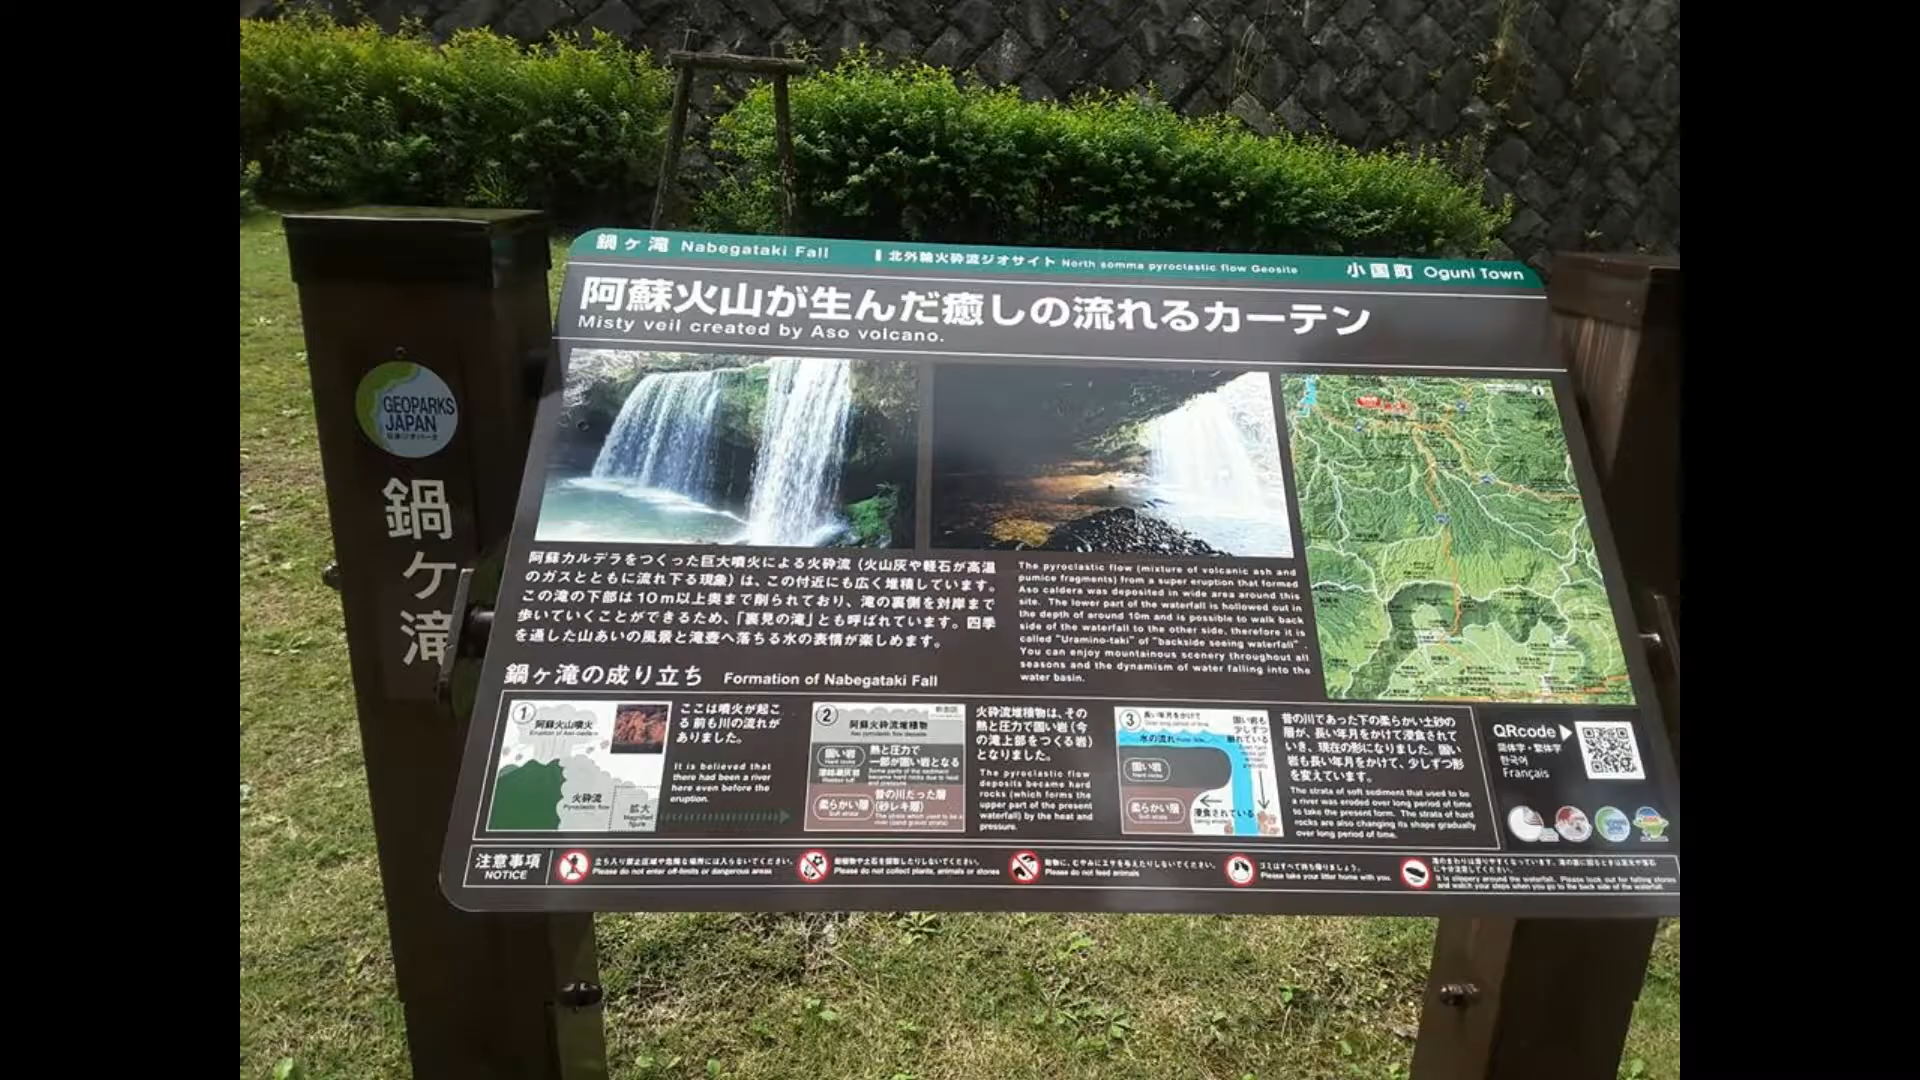 鍋ヶ滝 Nabegataki Fall
北外輪火砕流ジオサイト North somma pyroclastic flow Geosite
小国町 Oguni Town
阿蘇火山が生んだ癒しの流れるカーテン
Misty veil created by Aso volcano.
GEOPARKS
JAPAN
日本ジオパーク
鍋ヶ滝
阿蘇カルデラをつくった巨大噴火による火砕流（火山灰や軽石が高温
のガスとともに流れ下る現象）は、この付近にも広く堆積しています。
この滝の下部は10m以上奥まで削られており、滝の裏側を対岸まで
歩いていくことができるため、「裏見の滝」とも呼ばれています。四季
を通した山あいの風景と滝壺へ落ちる水の表情が楽しめます。
The pyroclastic flow (mixture of volcanic ash and
pumice fragments) from a super eruption that formed
Aso caldera was deposited in wide area around this
site. The lower part of the waterfall is hollowed out in
the depth of around 10m and is possible to walk back
side of the waterfall to the other side, therefore it is
called "Uramino-taki" of "backside seeing waterfall".
You can enjoy mountainous scenery throughout all
seasons and the dynamism of water falling into the
water basin.
鍋ヶ滝の成り立ち Formation of Nabegataki Fall
1
阿蘇火山噴火
Eruption of Aso caldera
火砕流
Pyroclastic flow
拡大
Magnified
figure
ここは噴火が起こ
る前も川の流れが
ありました。
It is believed that
there had been a river
here even before the
eruption.
2
阿蘇火砕流堆積物
Aso pyroclastic flow deposits
固い岩
Hard rocks
熱と圧力で
一部が固い岩となる
Some parts of the sediment
became hard rocks due to heat
and pressure
柔らかい層
Soft strata
昔の川だった層
(砂レキ層)
火砕流堆積物は、その
熱と圧力で固い岩（今
の滝上部をつくる岩）
となりました。
The pyroclastic flow
deposits became hard
rocks (which forms the
upper part of the present
waterfall) by the heat and
pressure.
3
長い年月をかけて
Over long period of time
水の流れ
固い岩も
少しずつ
崩れている
固い岩
Hard rocks
柔らかい層
Soft strata
浸食されている
being eroded
昔の川であった下の柔らかい土砂の
層が、長い年月をかけて浸食されて
いき、現在の形になりました。固い
岩も長い年月をかけて、少しずつ形
を変えています。
The strata of soft sediment that used to be
a river was eroded over long period of time
to take the present form. The strata of hard
rocks are also changing its shape gradually
over long period of time.
QRcode
简体字・繁体字
한국어
Français
注意事項
NOTICE
立ち入り禁止区域や危険な場所には入らないでください。
Please do not enter off-limits or dangerous areas
動植物や土石を採取したりしないでください。
Please do not collect plants, animals or stones
動物に、むやみにエサを与えたりしないでください。
Please do not feed animals
ゴミはすべて持ち帰りましょう。
Please take your litter home with you.
滝のまわりは滑りやすくなっています。滝の裏に回るときは落石や落石
に十分注意してください。
It is slippery around the waterfall. Please look out for falling stones
and watch your steps when you go to the back side of the waterfall.